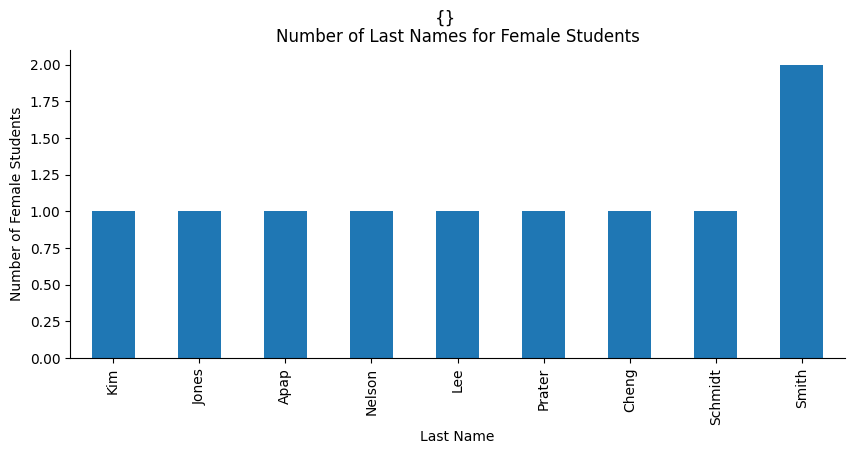 {}
Number of Last Names for Female Students
Number of Female Students
2.00
1.75
1.50
1.25
1.00
0.75
0.50
0.25
0.00
Kim
Jones
Apap
Nelson
Lee
Prater
Cheng
Schmidt
Smith
Last Name